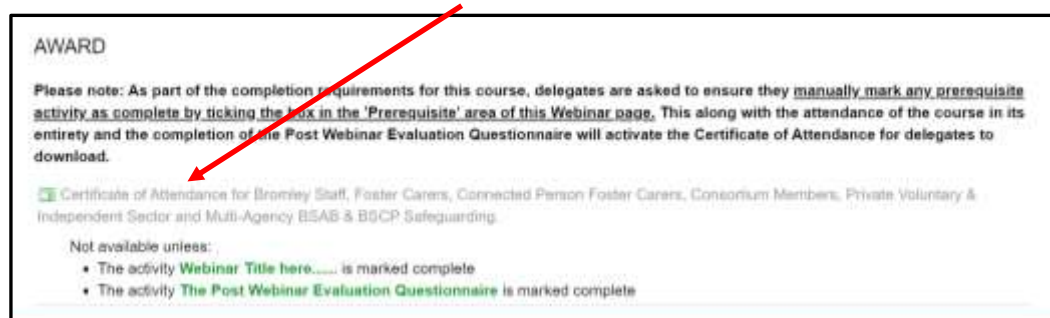 AWARD
Please note: As part of the completion requirements for this course, delegates are asked to ensure they manually mark any prerequisite
activity as complete by ticking the box in the 'Prerequisite' area of this Webinar page. This along with the attendance of the course in its
entirety and the completion of the Post Webinar Evaluation Questionnaire will activate the Certificate of Attendance for delegates to
download.
Certificate of Attendance for Bromley Staff, Foster Carers, Connected Person Foster Carers, Consortium Members, Private Voluntary &
Independent Sector and Multi-Agency BSAB & BSCP Safeguarding.
Not available unless:
• The activity Webinar Title here...... is marked complete
• The activity The Post Webinar Evaluation Questionnaire is marked complete